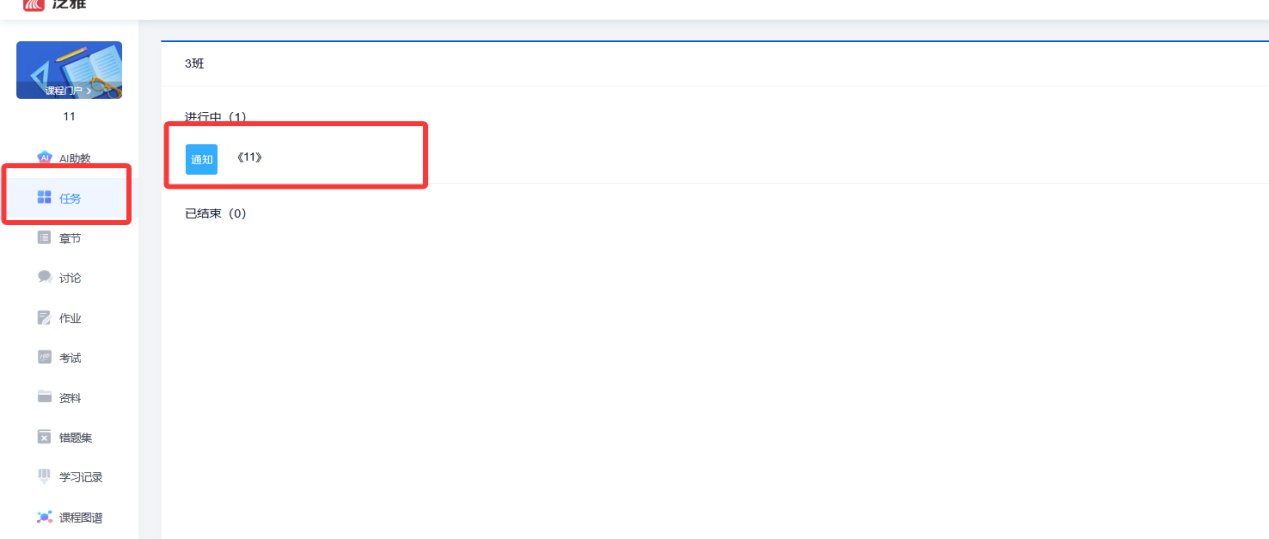 泛雅
课程门户 >
11
AI助教
任务
章节
讨论
作业
考试
资料
错题集
学习记录
课程图谱
3班
进行中（1）
通知 《11》
已结束（0）